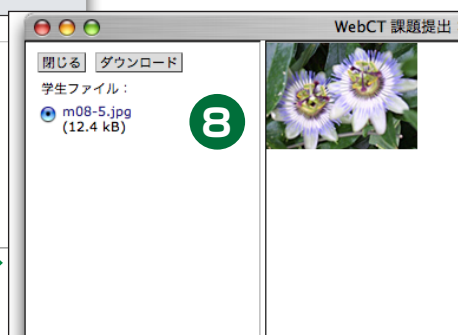 WebCT 課題提出
閉じる ダウンロード
学生ファイル：
m08-5.jpg
(12.4 kB)
8